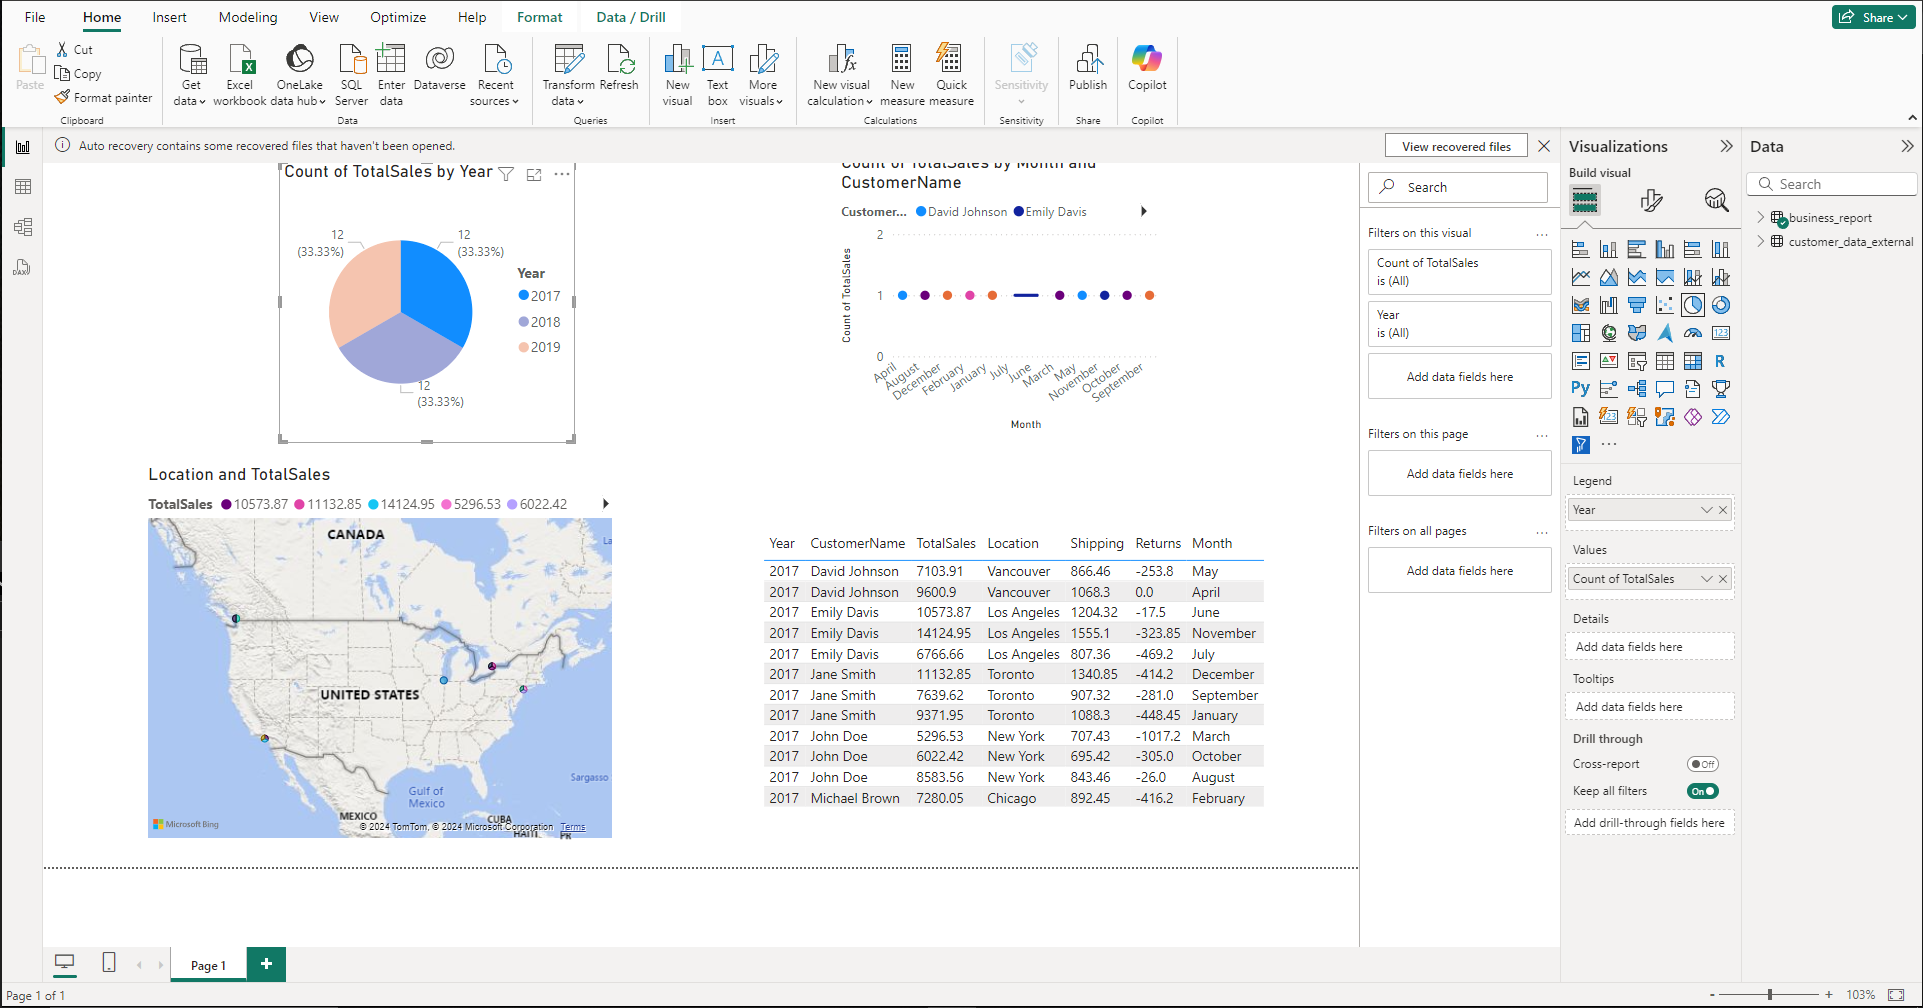 File Home Insert Modeling View Optimize Help Format Data / Drill Share
Paste Cut Copy Format painter
Clipboard
Get data Excel workbook OneLake data hub SQL Server Enter data Dataverse Recent sources
Data
Transform data Refresh
Queries
New visual Text box More visuals
Insert
New visual calculation New measure Quick measure
Calculations
Sensitivity
Sensitivity
Publish
Share
Copilot
Copilot
Auto recovery contains some recovered files that haven't been opened.
View recovered files
Count of TotalSales by Year
12
(33.33%)
12
(33.33%)
12
(33.33%)
Year
2017
2018
2019
Count of TotalSales by Month and
CustomerName
Customer... David Johnson Emily Davis
Count of TotalSales
2
1
0
April August December February January July June March May November October September
Month
Location and TotalSales
TotalSales 10573.87 11132.85 14124.95 5296.53 6022.42
CANADA
La
UNITED STATES
Sargasso
Gulf of
Mexico
MEXICO
CUBA
HAITI
PR
Microsoft Bing
© 2024 TomTom, © 2024 Microsoft Corporation Terms
Year CustomerName TotalSales Location Shipping Returns Month
2017 David Johnson 7103.91 Vancouver 866.46 -253.8 May
2017 David Johnson 9600.9 Vancouver 1068.3 0.0 April
2017 Emily Davis 10573.87 Los Angeles 1204.32 -17.5 June
2017 Emily Davis 14124.95 Los Angeles 1555.1 -323.85 November
2017 Emily Davis 6766.66 Los Angeles 807.36 -469.2 July
2017 Jane Smith 11132.85 Toronto 1340.85 -414.2 December
2017 Jane Smith 7639.62 Toronto 907.32 -281.0 September
2017 Jane Smith 9371.95 Toronto 1088.3 -448.45 January
2017 John Doe 5296.53 New York 707.43 -1017.2 March
2017 John Doe 6022.42 New York 695.42 -305.0 October
2017 John Doe 8583.56 New York 843.46 -26.0 August
2017 Michael Brown 7280.05 Chicago 892.45 -416.2 February
Search
Filters on this visual ...
Count of TotalSales
is (All)
Year
is (All)
Add data fields here
Filters on this page ...
Add data fields here
Filters on all pages ...
Add data fields here
Visualizations
Build visual
123
R
Py
123
...
Legend
Year
Values
Count of TotalSales
Details
Add data fields here
Tooltips
Add data fields here
Drill through
Cross-report Off
Keep all filters On
Add drill-through fields here
Data
Search
business_report
customer_data_external
DAX
Page 1 +
Page 1 of 1
- + 103%